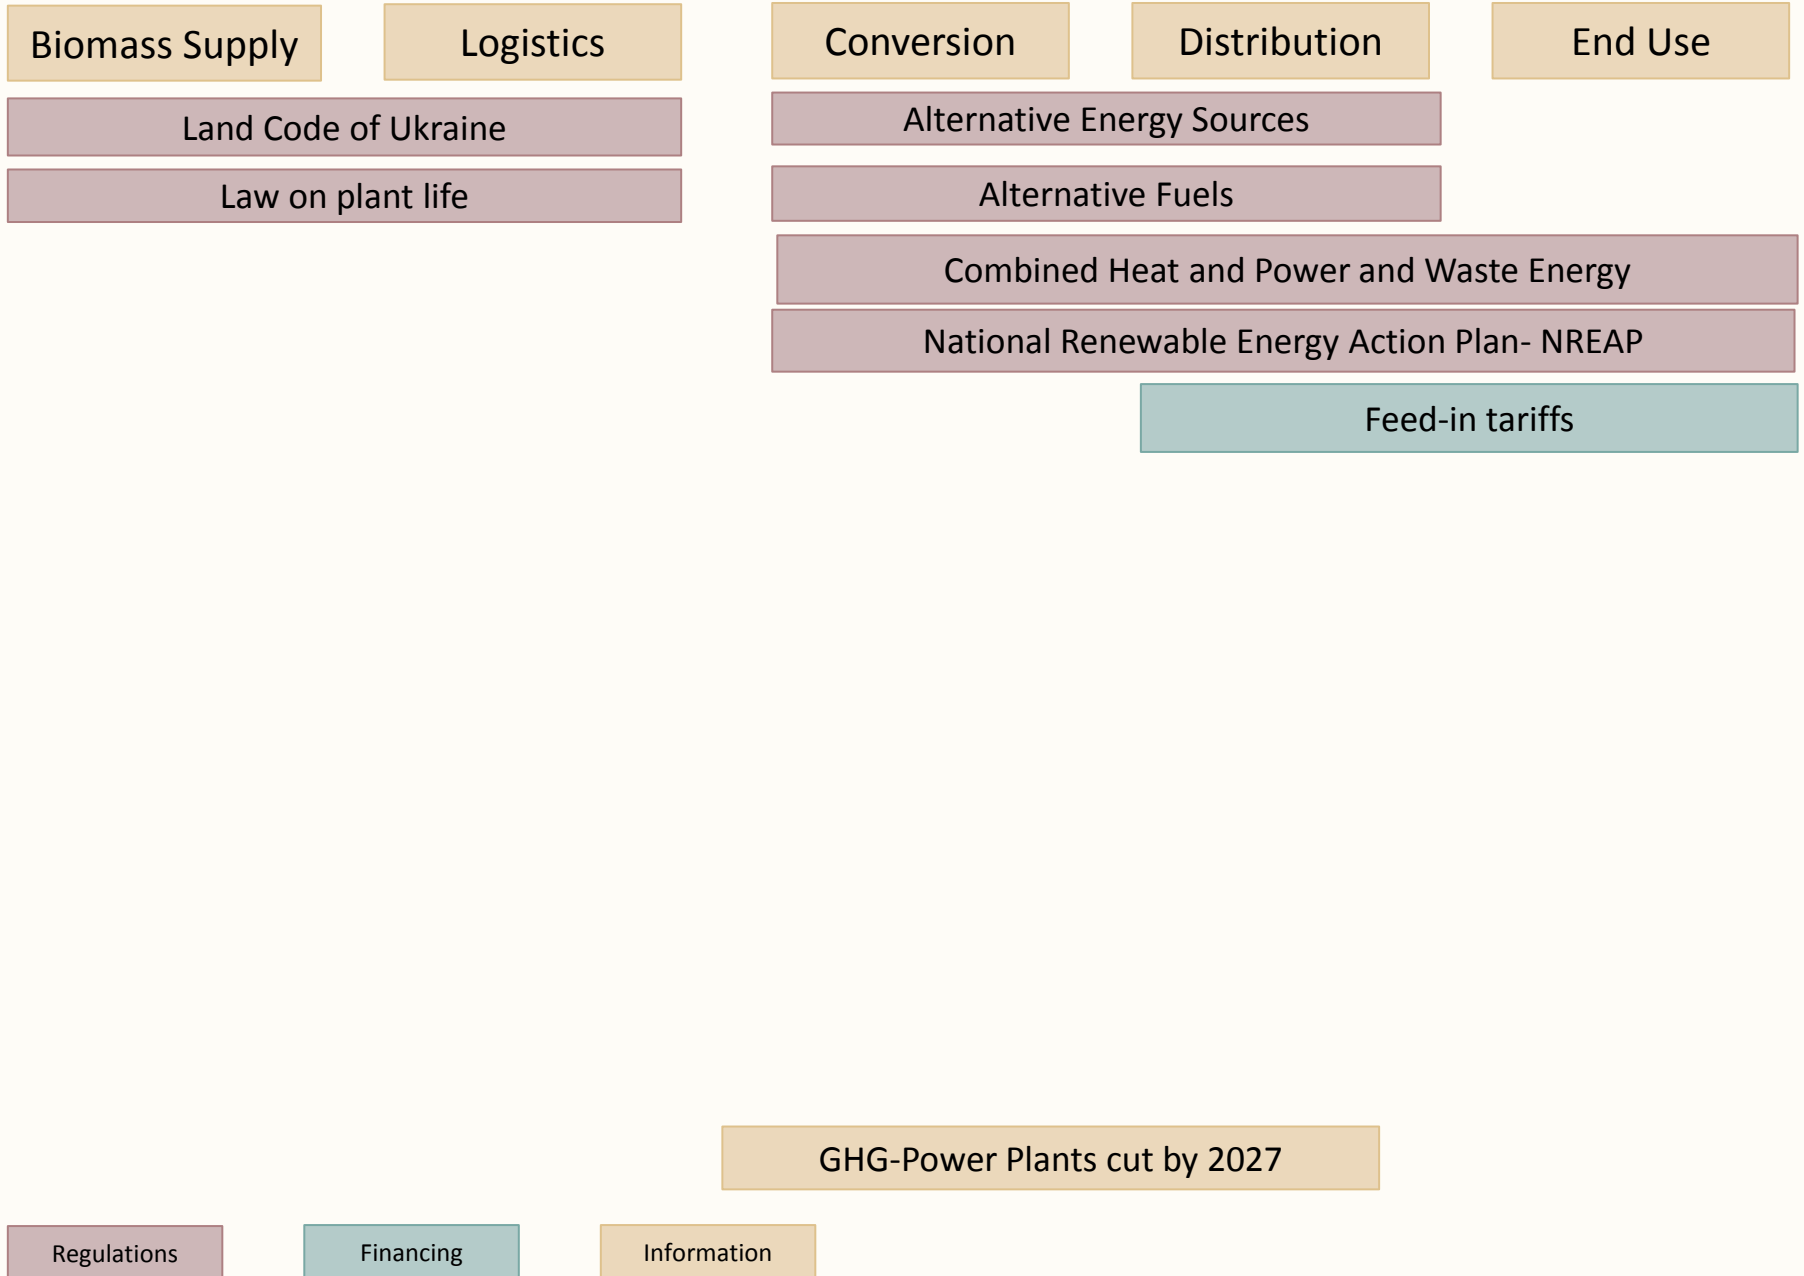 Biomass Supply
Logistics
Conversion
Distribution
End Use
Land Code of Ukraine
Alternative Energy Sources
Law on plant life
Alternative Fuels
Combined Heat and Power and Waste Energy
National Renewable Energy Action Plan- NREAP
Feed-in tariffs
GHG-Power Plants cut by 2027
Regulations
Financing
Information